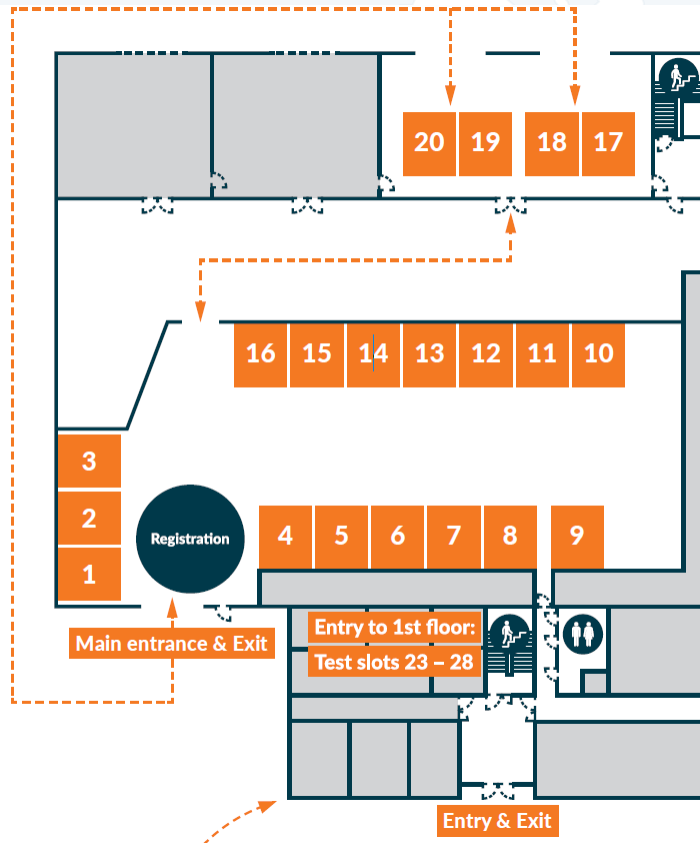 20 19 18 17
16 15 14 13 12 11 10
3
2
1
Registration
4 5 6 7 8 9
Main entrance & Exit
Entry to 1st floor:
Test slots 23 – 28
Entry & Exit